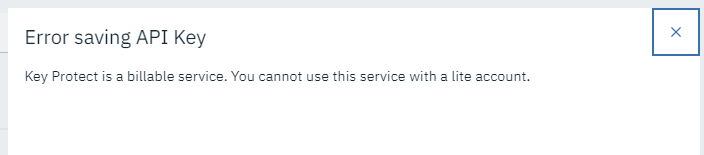 Error saving API Key
Key Protect is a billable service. You cannot use this service with a lite account.